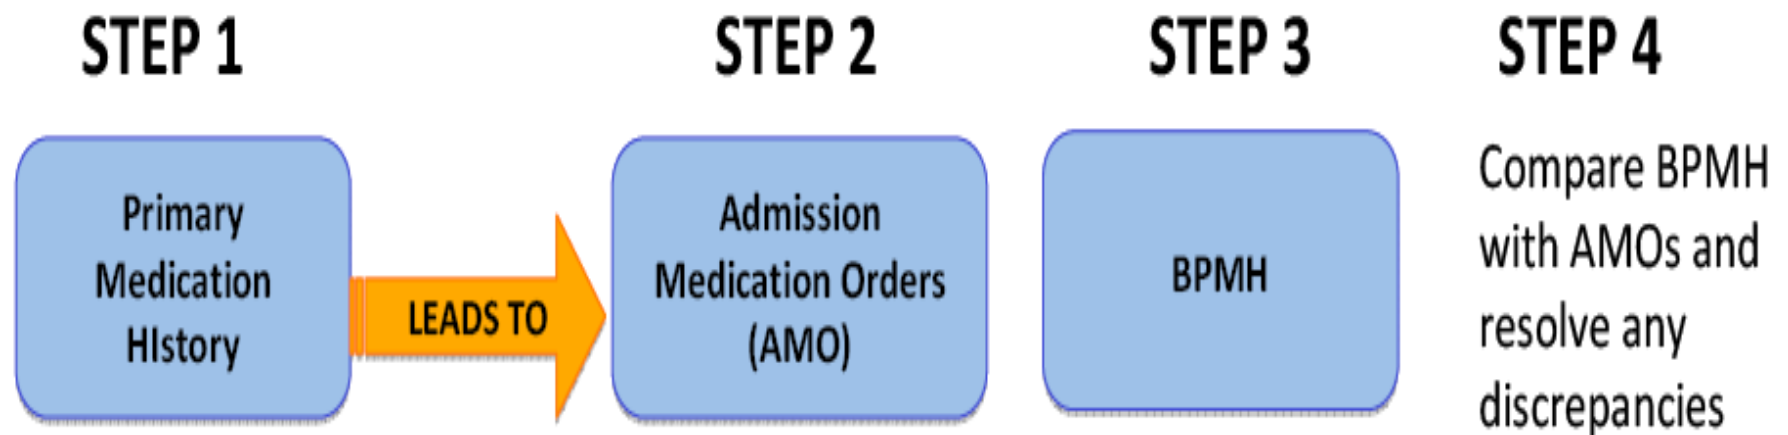 STEP 1
Primary
Medication
HIstory
LEADS TO
STEP 2
Admission
Medication Orders
(AMO)
STEP 3
BPMH
STEP 4
Compare BPMH
with AMOs and
resolve any
discrepancies